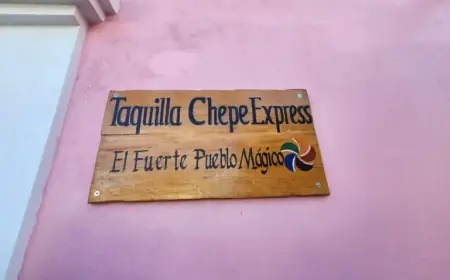 Taquilla Chepe Express
El Fuerte Pueblo Mágico